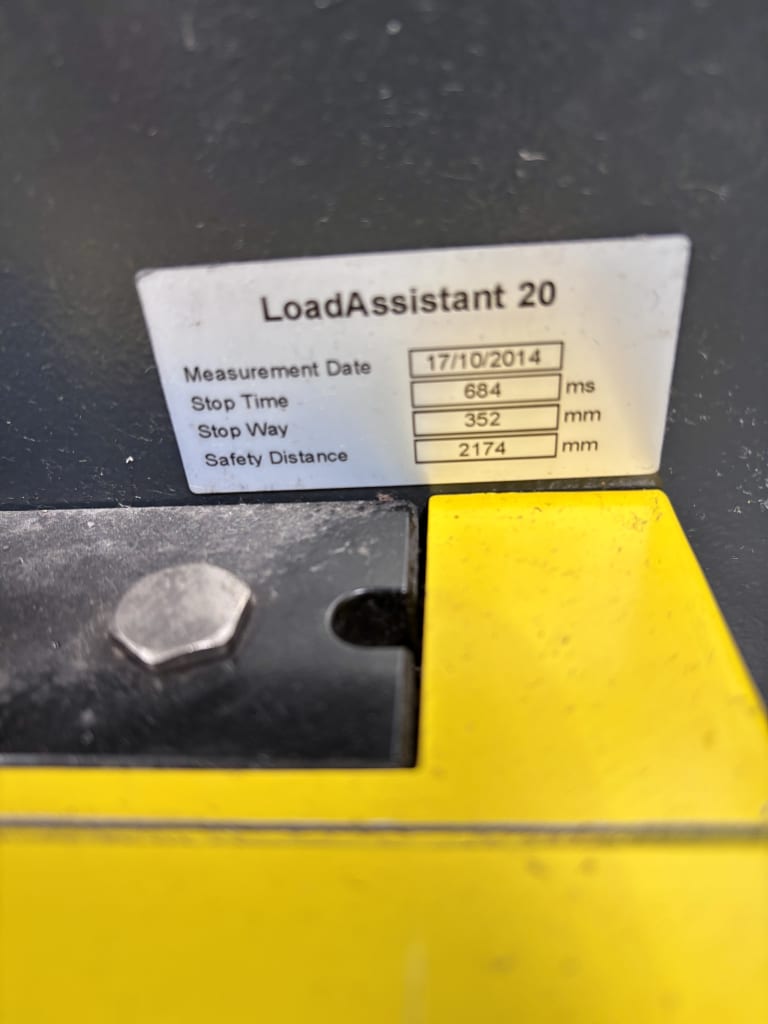 LoadAssistant 20
Measurement Date 17/10/2014
Stop Time 684 ms
Stop Way 352 mm
Safety Distance 2174 mm